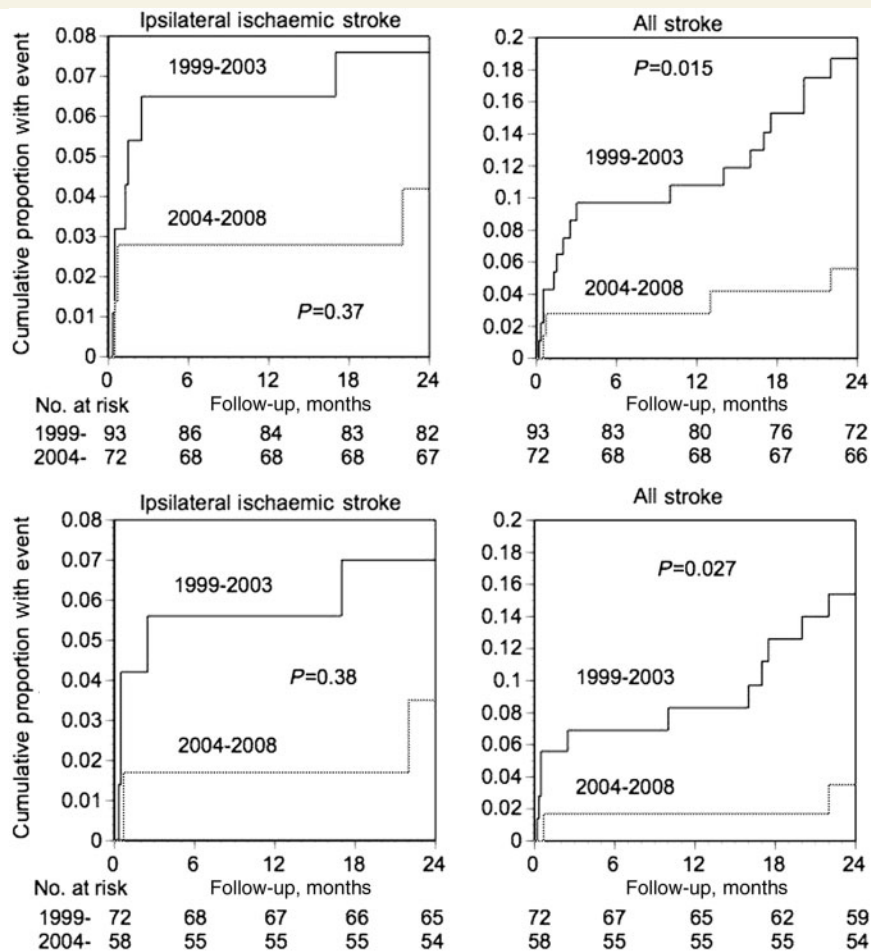 Ipsilateral ischaemic stroke
Cumulative proportion with event
0.08
0.07
0.06
0.05
0.04
0.03
0.02
0.01
0
1999-2003
2004-2008
P=0.37
0 6 12 18 24
Follow-up, months
No. at risk
1999- 93 86 84 83 82
2004- 72 68 68 68 67
All stroke
0.2
0.18
0.16
0.14
0.12
0.1
0.08
0.06
0.04
0.02
0
P=0.015
1999-2003
2004-2008
0 6 12 18 24
Follow-up, months
93 83 80 76 72
72 68 68 67 66
Ipsilateral ischaemic stroke
Cumulative proportion with event
0.08
0.07
0.06
0.05
0.04
0.03
0.02
0.01
0
1999-2003
P=0.38
2004-2008
0 6 12 18 24
Follow-up, months
No. at risk
1999- 72 68 67 66 65
2004- 58 55 55 55 54
All stroke
0.2
0.18
0.16
0.14
0.12
0.1
0.08
0.06
0.04
0.02
0
P=0.027
1999-2003
2004-2008
0 6 12 18 24
Follow-up, months
72 67 65 62 59
58 55 55 55 54